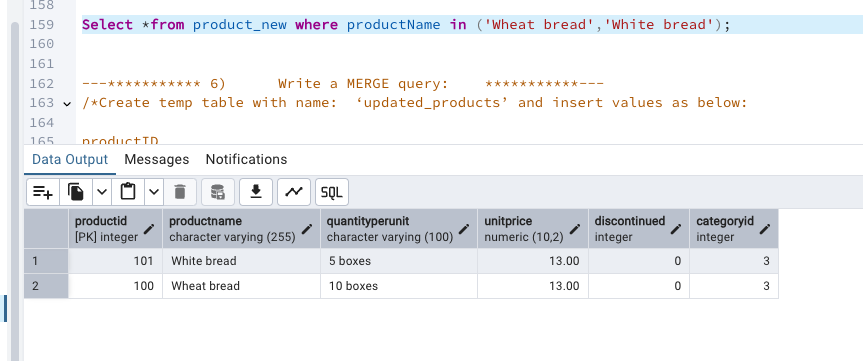 158
159 Select *from product_new where productName in ('Wheat bread','White bread');
160
161
162 ---*********** 6) Write a MERGE query: ***********---
163 /*Create temp table with name: ‘updated_products’ and insert values as below:
164
165 productID
Data Output Messages Notifications
SQL
productid productname quantityperunit unitprice discontinued categoryid
[PK] integer character varying (255) character varying (100) numeric (10,2) integer integer
1 101 White bread 5 boxes 13.00 0 3
2 100 Wheat bread 10 boxes 13.00 0 3